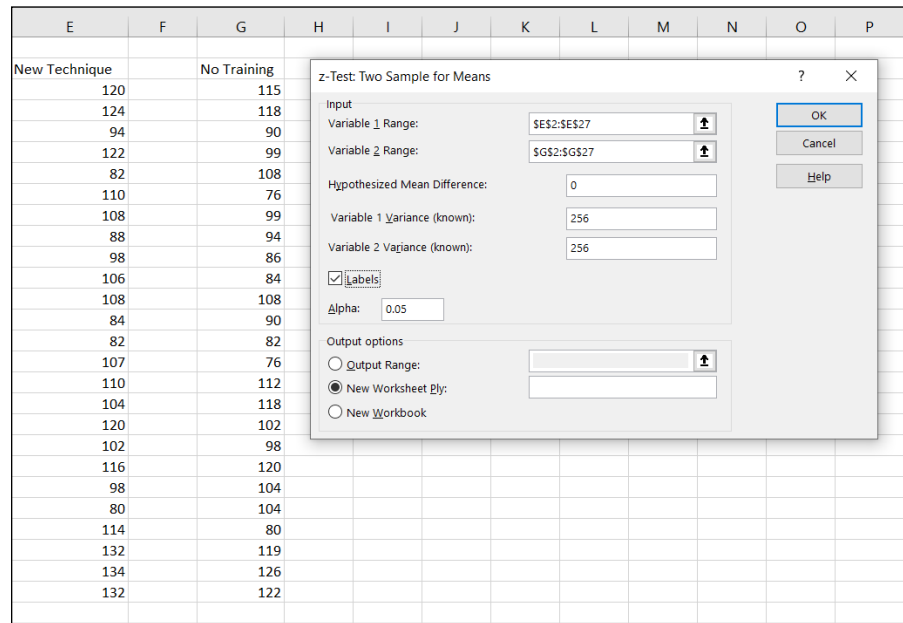 E F G H I J K L M N O P
New Technique No Training
120 115
124 118
94 90
122 99
82 108
110 76
108 99
88 94
98 86
106 84
108 108
84 90
82 82
107 76
110 112
104 118
120 102
102 98
116 120
98 104
80 104
114 80
132 119
134 126
132 122
z-Test: Two Sample for Means ? ×
Input
Variable 1 Range: $E$2:$E$27
Variable 2 Range: $G$2:$G$27
Hypothesized Mean Difference: 0
Variable 1 Variance (known): 256
Variable 2 Variance (known): 256
Labels
Alpha: 0.05
Output options
Output Range:
New Worksheet Ply:
New Workbook
OK
Cancel
Help